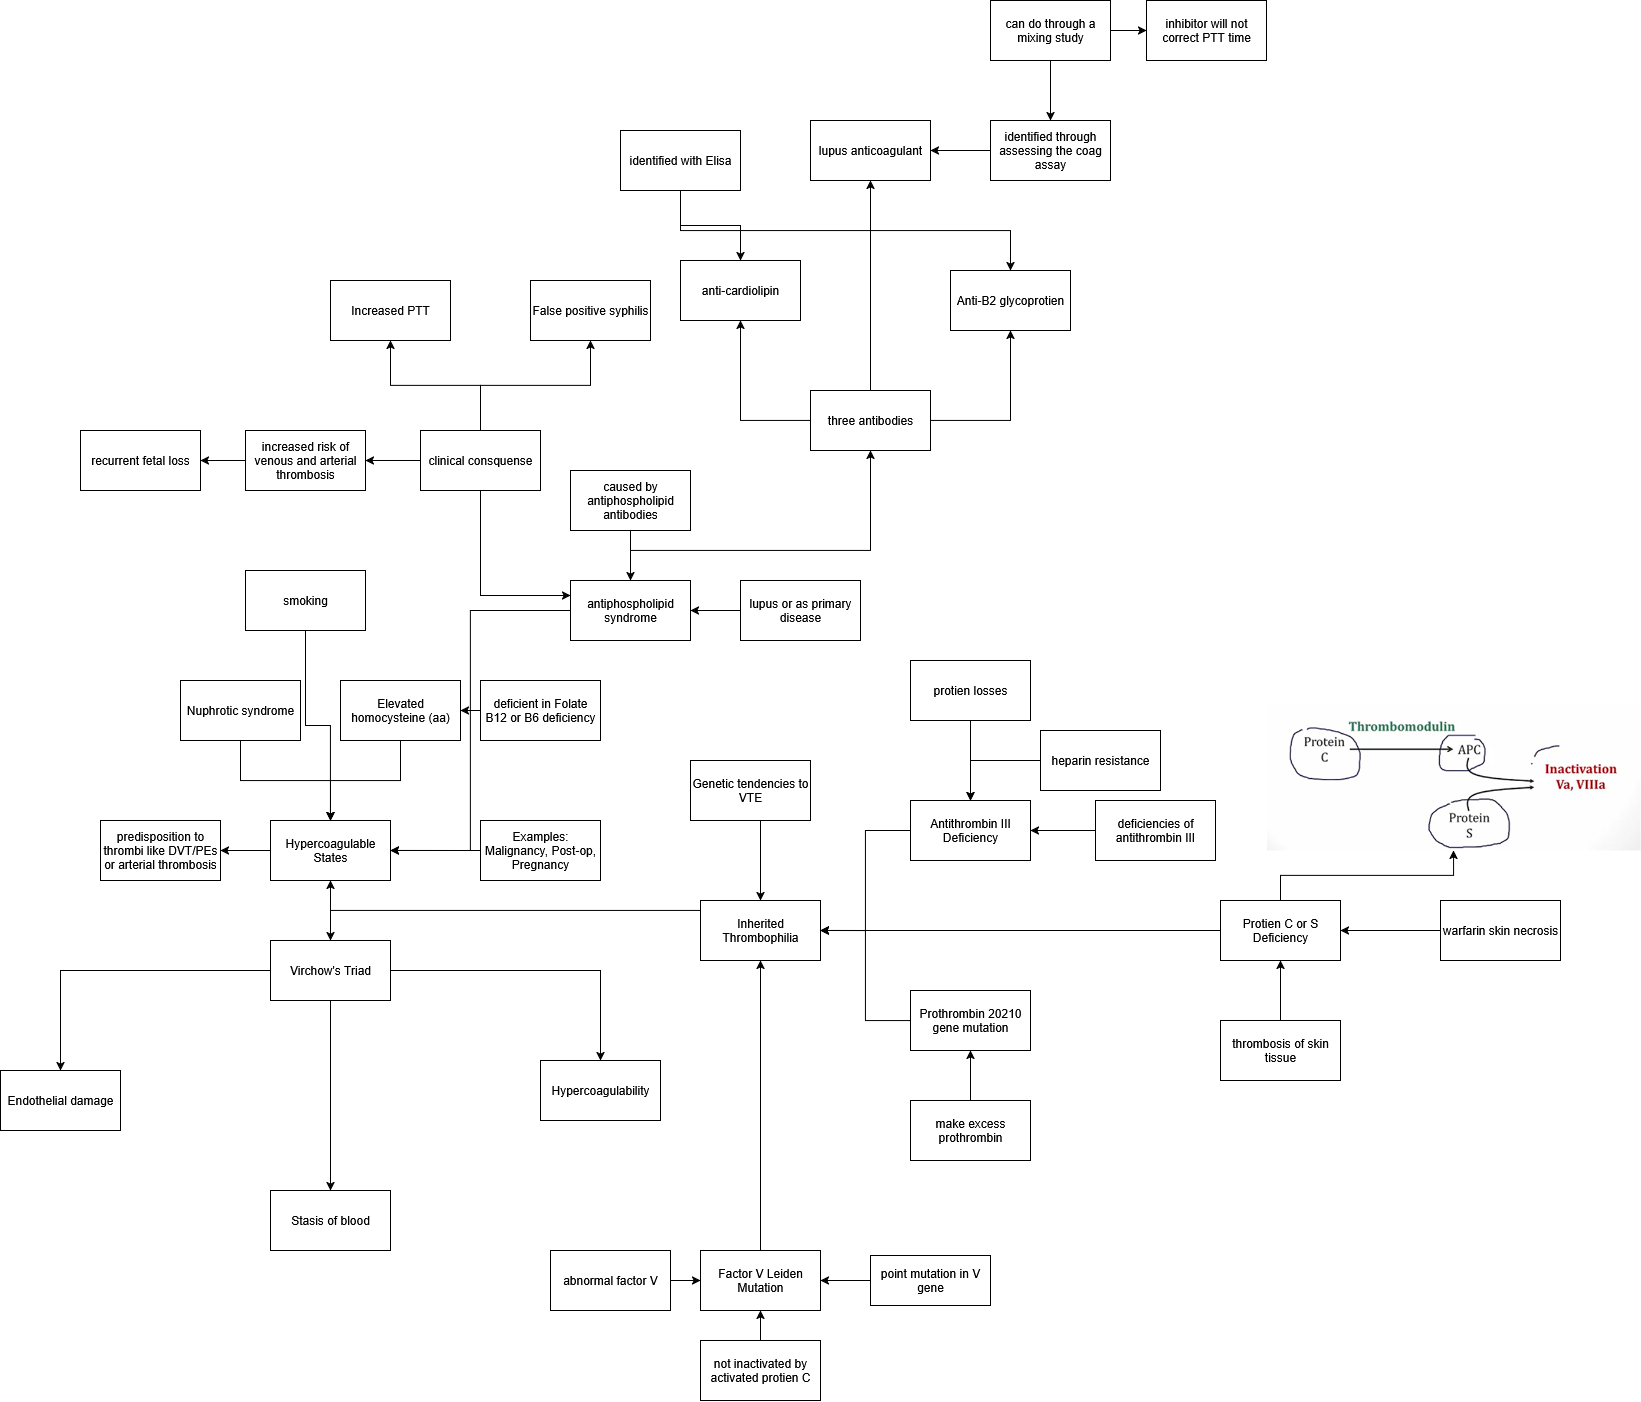 can do through a
mixing study
inhibitor will not
correct PTT time
identified with Elisa
lupus anticoagulant
identified through
assessing the coag
assay
anti-cardiolipin
Anti-B2 glycoprotien
Increased PTT
False positive syphilis
three antibodies
recurrent fetal loss
increased risk of
venous and arterial
thrombosis
clinical consquense
caused by
antiphospholipid
antibodies
smoking
antiphospholipid
syndrome
lupus or as primary
disease
Nuphrotic syndrome
Elevated
homocysteine (aa)
deficient in Folate
B12 or B6 deficiency
protien losses
heparin resistance
Genetic tendencies to
VTE
Thrombomodulin
Protein
C
APC
Inactivation
Va, VIIIa
Protein
S
predisposition to
thrombi like DVT/PEs
or arterial thrombosis
Hypercoagulable
States
Examples:
Malignancy, Post-op,
Pregnancy
Antithrombin III
Deficiency
deficiencies of
antithrombin III
Inherited
Thrombophilia
Protien C or S
Deficiency
warfarin skin necrosis
Virchow's Triad
Prothrombin 20210
gene mutation
thrombosis of skin
tissue
Endothelial damage
Hypercoagulability
make excess
prothrombin
Stasis of blood
abnormal factor V
Factor V Leiden
Mutation
point mutation in V
gene
not inactivated by
activated protien C